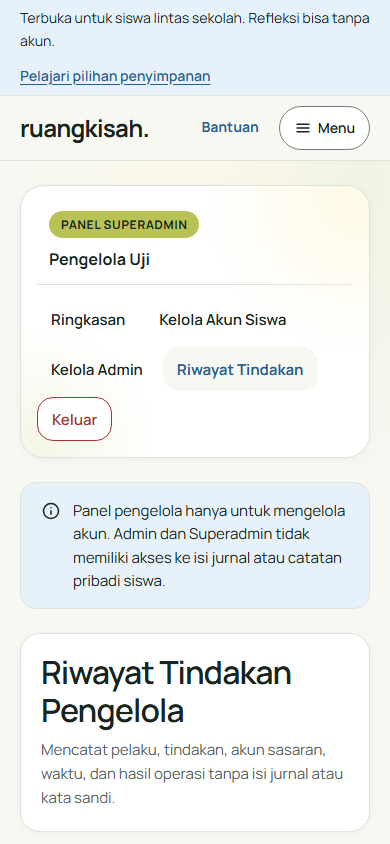 Terbuka untuk siswa lintas sekolah. Refleksi bisa tanpa
akun.
Pelajari pilihan penyimpanan
ruangkisah.
Bantuan
Menu
PANEL SUPERADMIN
Pengelola Uji
Ringkasan
Kelola Akun Siswa
Kelola Admin
Riwayat Tindakan
Keluar
Panel pengelola hanya untuk mengelola
akun. Admin dan Superadmin tidak
memiliki akses ke isi jurnal atau catatan
pribadi siswa.
Riwayat Tindakan
Pengelola
Mencatat pelaku, tindakan, akun sasaran,
waktu, dan hasil operasi tanpa isi jurnal atau
kata sandi.